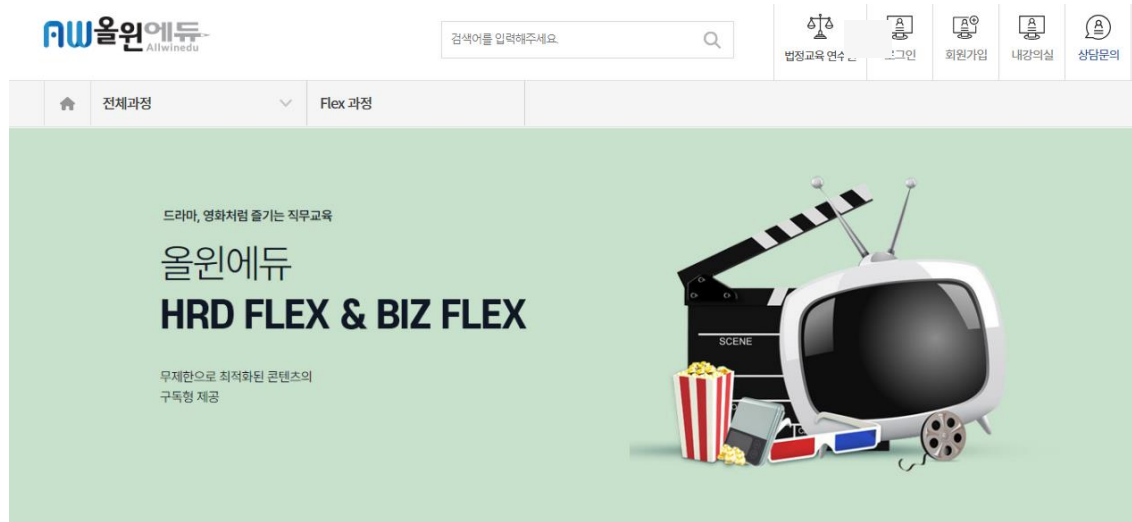 AW올윈에듀
Allwinedu
검색어를 입력해주세요.
법정교육
회원가입
내강의실
상담문의
전체과정
Flex 과정
드라마, 영화처럼 즐기는 직무교육
올윈에듀
HRD FLEX & BIZ FLEX
무제한으로 최적화된 콘텐츠의
구독형 제공
SCENE